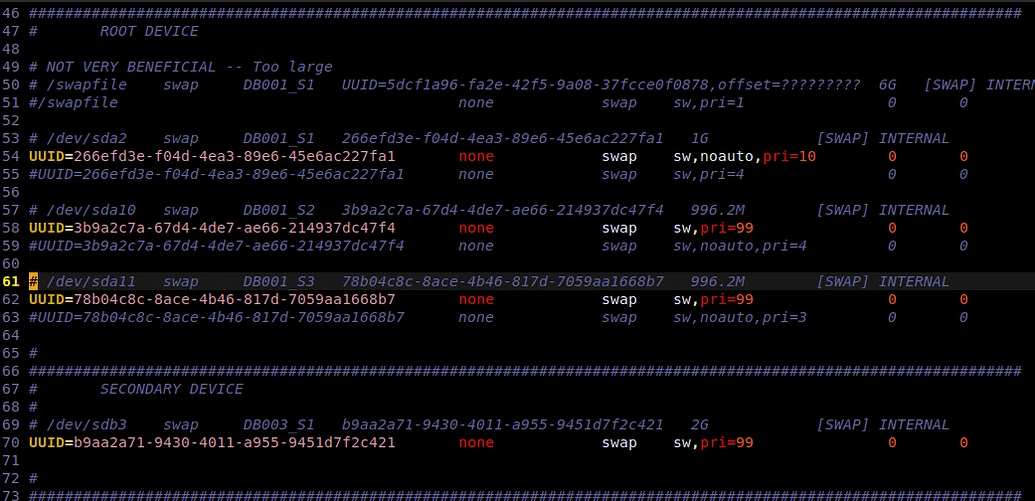 46 ###############################################################################################################
47 #       ROOT DEVICE
48
49 # NOT VERY BENEFICIAL -- Too large
50 # /swapfile    swap     DB001_S1   UUID=5dcf1a96-fa2e-42f5-9a08-37fcce0f0878,offset=?????????  6G   [SWAP] INTERN
51 #/swapfile                                      none            swap    sw,pri=1                0       0
52
53 # /dev/sda2    swap     DB001_S1   266efd3e-f04d-4ea3-89e6-45e6ac227fa1   1G            [SWAP] INTERNAL
54 UUID=266efd3e-f04d-4ea3-89e6-45e6ac227fa1       none            swap    sw,noauto,pri=10        0       0
55 #UUID=266efd3e-f04d-4ea3-89e6-45e6ac227fa1      none            swap    sw,pri=4                0       0
56
57 # /dev/sda10   swap     DB001_S2   3b9a2c7a-67d4-4de7-ae66-214937dc47f4   996.2M        [SWAP] INTERNAL
58 UUID=3b9a2c7a-67d4-4de7-ae66-214937dc47f4       none            swap    sw,pri=99               0       0
59 #UUID=3b9a2c7a-67d4-4de7-ae66-214937dc47f4      none            swap    sw,noauto,pri=4         0       0
60
61 # /dev/sda11   swap     DB001_S3   78b04c8c-8ace-4b46-817d-7059aa1668b7   996.2M        [SWAP] INTERNAL
62 UUID=78b04c8c-8ace-4b46-817d-7059aa1668b7       none            swap    sw,pri=99               0       0
63 #UUID=78b04c8c-8ace-4b46-817d-7059aa1668b7      none            swap    sw,noauto,pri=3         0       0
64
65 #
66 ###############################################################################################################
67 #       SECONDARY DEVICE
68 #
69 # /dev/sdb3    swap     DB003_S1   b9aa2a71-9430-4011-a955-9451d7f2c421   2G            [SWAP] INTERNAL
70 UUID=b9aa2a71-9430-4011-a955-9451d7f2c421       none            swap    sw,pri=99               0       0
71
72 #
73 ###############################################################################################################